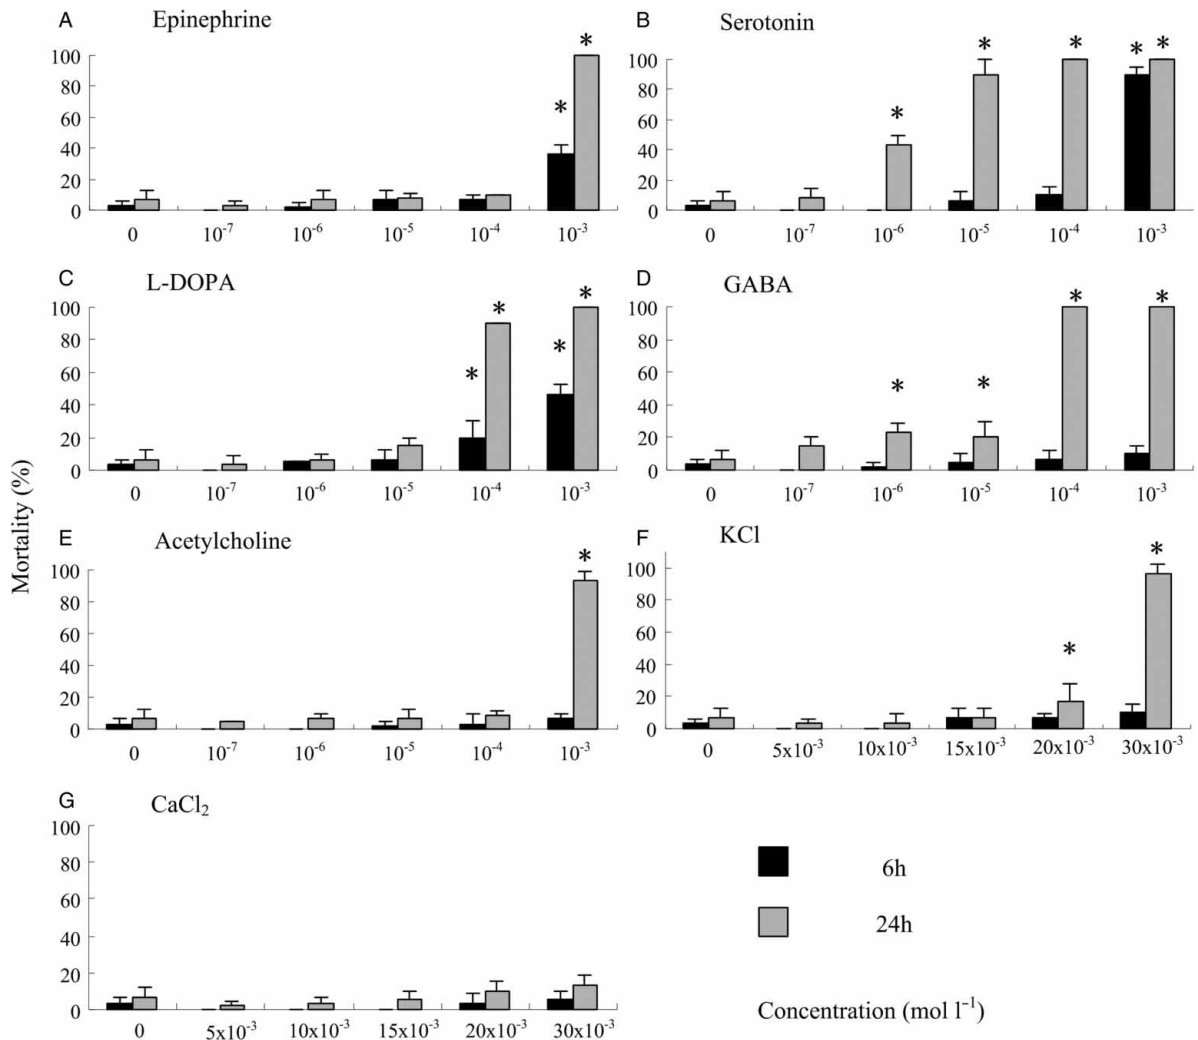 A Epinephrine
100
80
60
40
20
0
0 10⁻⁷ 10⁻⁶ 10⁻⁵ 10⁻⁴ 10⁻³
* *
B Serotonin
100
80
60
40
20
0
0 10⁻⁷ 10⁻⁶ 10⁻⁵ 10⁻⁴ 10⁻³
* * * * *
C L-DOPA
100
80
60
40
20
0
0 10⁻⁷ 10⁻⁶ 10⁻⁵ 10⁻⁴ 10⁻³
* * * *
D GABA
100
80
60
40
20
0
0 10⁻⁷ 10⁻⁶ 10⁻⁵ 10⁻⁴ 10⁻³
* * * *
Mortality (%)
E Acetylcholine
100
80
60
40
20
0
0 10⁻⁷ 10⁻⁶ 10⁻⁵ 10⁻⁴ 10⁻³
*
F KCl
100
80
60
40
20
0
0 5x10⁻³ 10x10⁻³ 15x10⁻³ 20x10⁻³ 30x10⁻³
* *
G CaCl₂
100
80
60
40
20
0
0 5x10⁻³ 10x10⁻³ 15x10⁻³ 20x10⁻³ 30x10⁻³
6h
24h
Concentration (mol l⁻¹)